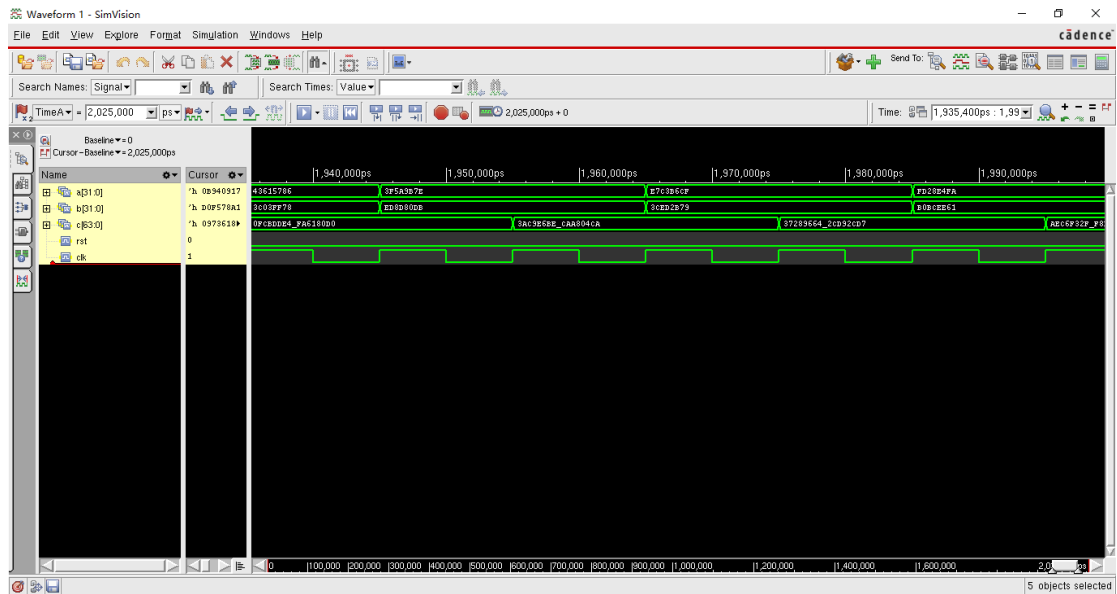 Waveform 1 - SimVision
File Edit View Explore Format Simulation Windows Help
cādence
Send To:
Search Names: Signal
Search Times: Value
TimeA = 2,025,000 ps
2,025,000ps + 0
Time: 1,935,400ps : 1,99
Baseline = 0
Cursor-Baseline = 2,025,000ps
Name Cursor
1,940,000ps 1,950,000ps 1,960,000ps 1,970,000ps 1,980,000ps 1,990,000ps
a[31:0] 'h 0B940917 43615786 3F5A9B7E E7C3B6CF FD28E4FA
b[31:0] 'h D0F578A1 3C03FF78 ED8D80DB 3CED2B79 B0BCEE61
c[63:0] 'h 0973618 0FCBDDE4_FA6180D0 3AC9E6BE_CAA804CA 37289664_2CD92CD7 AEC6F32F_F8
rst 0
clk 1
0 100,000 200,000 300,000 400,000 500,000 600,000 700,000 800,000 900,000 1,000,000 1,200,000 1,400,000 1,600,000
5 objects selected